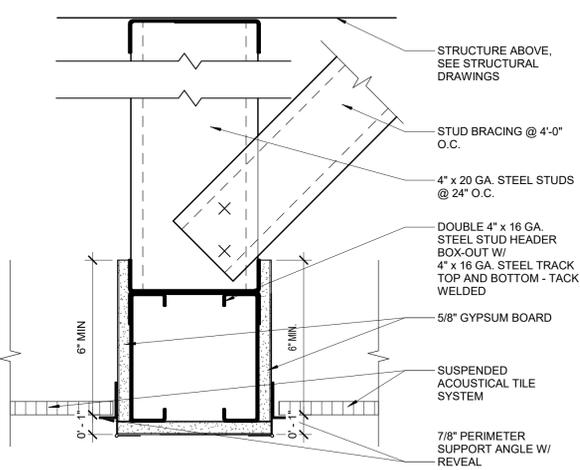 STRUCTURE ABOVE,
SEE STRUCTURAL
DRAWINGS
STUD BRACING @ 4'-0"
O.C.
4" x 20 GA. STEEL STUDS
@ 24" O.C.
DOUBLE 4" x 16 GA.
STEEL STUD HEADER
BOX-OUT W/
4" x 16 GA. STEEL TRACK
TOP AND BOTTOM - TACK
WELDED
5/8" GYPSUM BOARD
SUSPENDED
ACOUSTICAL TILE
SYSTEM
7/8" PERIMETER
SUPPORT ANGLE W/
REVEAL
6" MIN
0' - 1"
6" MIN.
0' - 1"